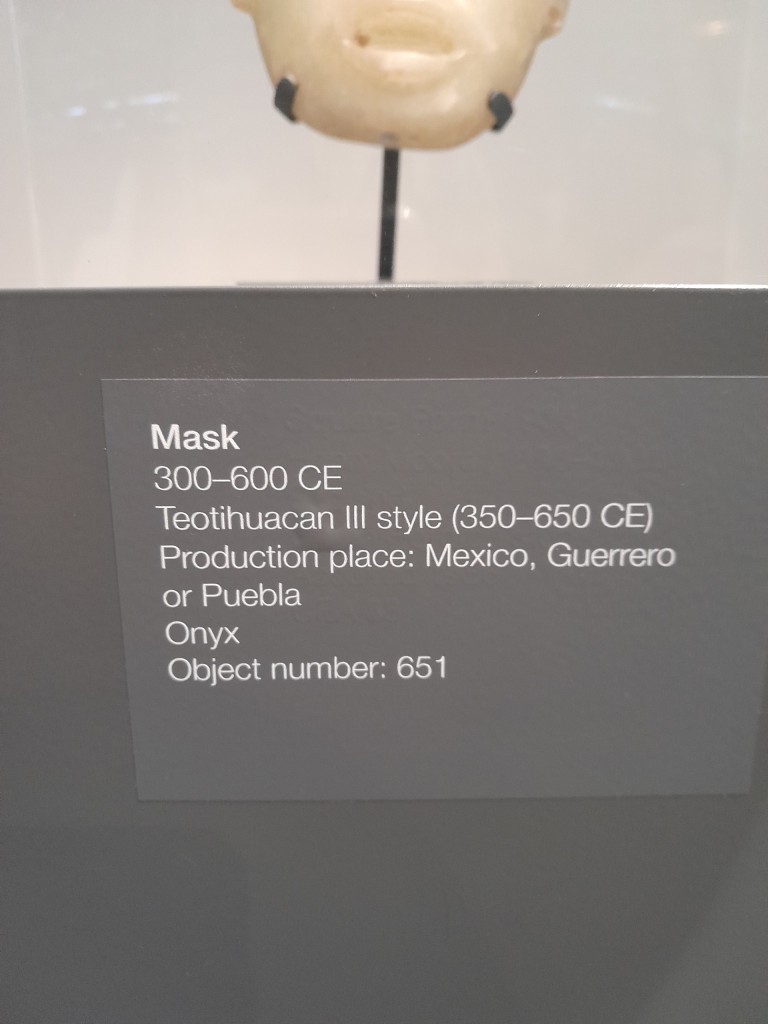 Mask
300–600 CE
Teotihuacan III style (350–650 CE)
Production place: Mexico, Guerrero
or Puebla
Onyx
Object number: 651